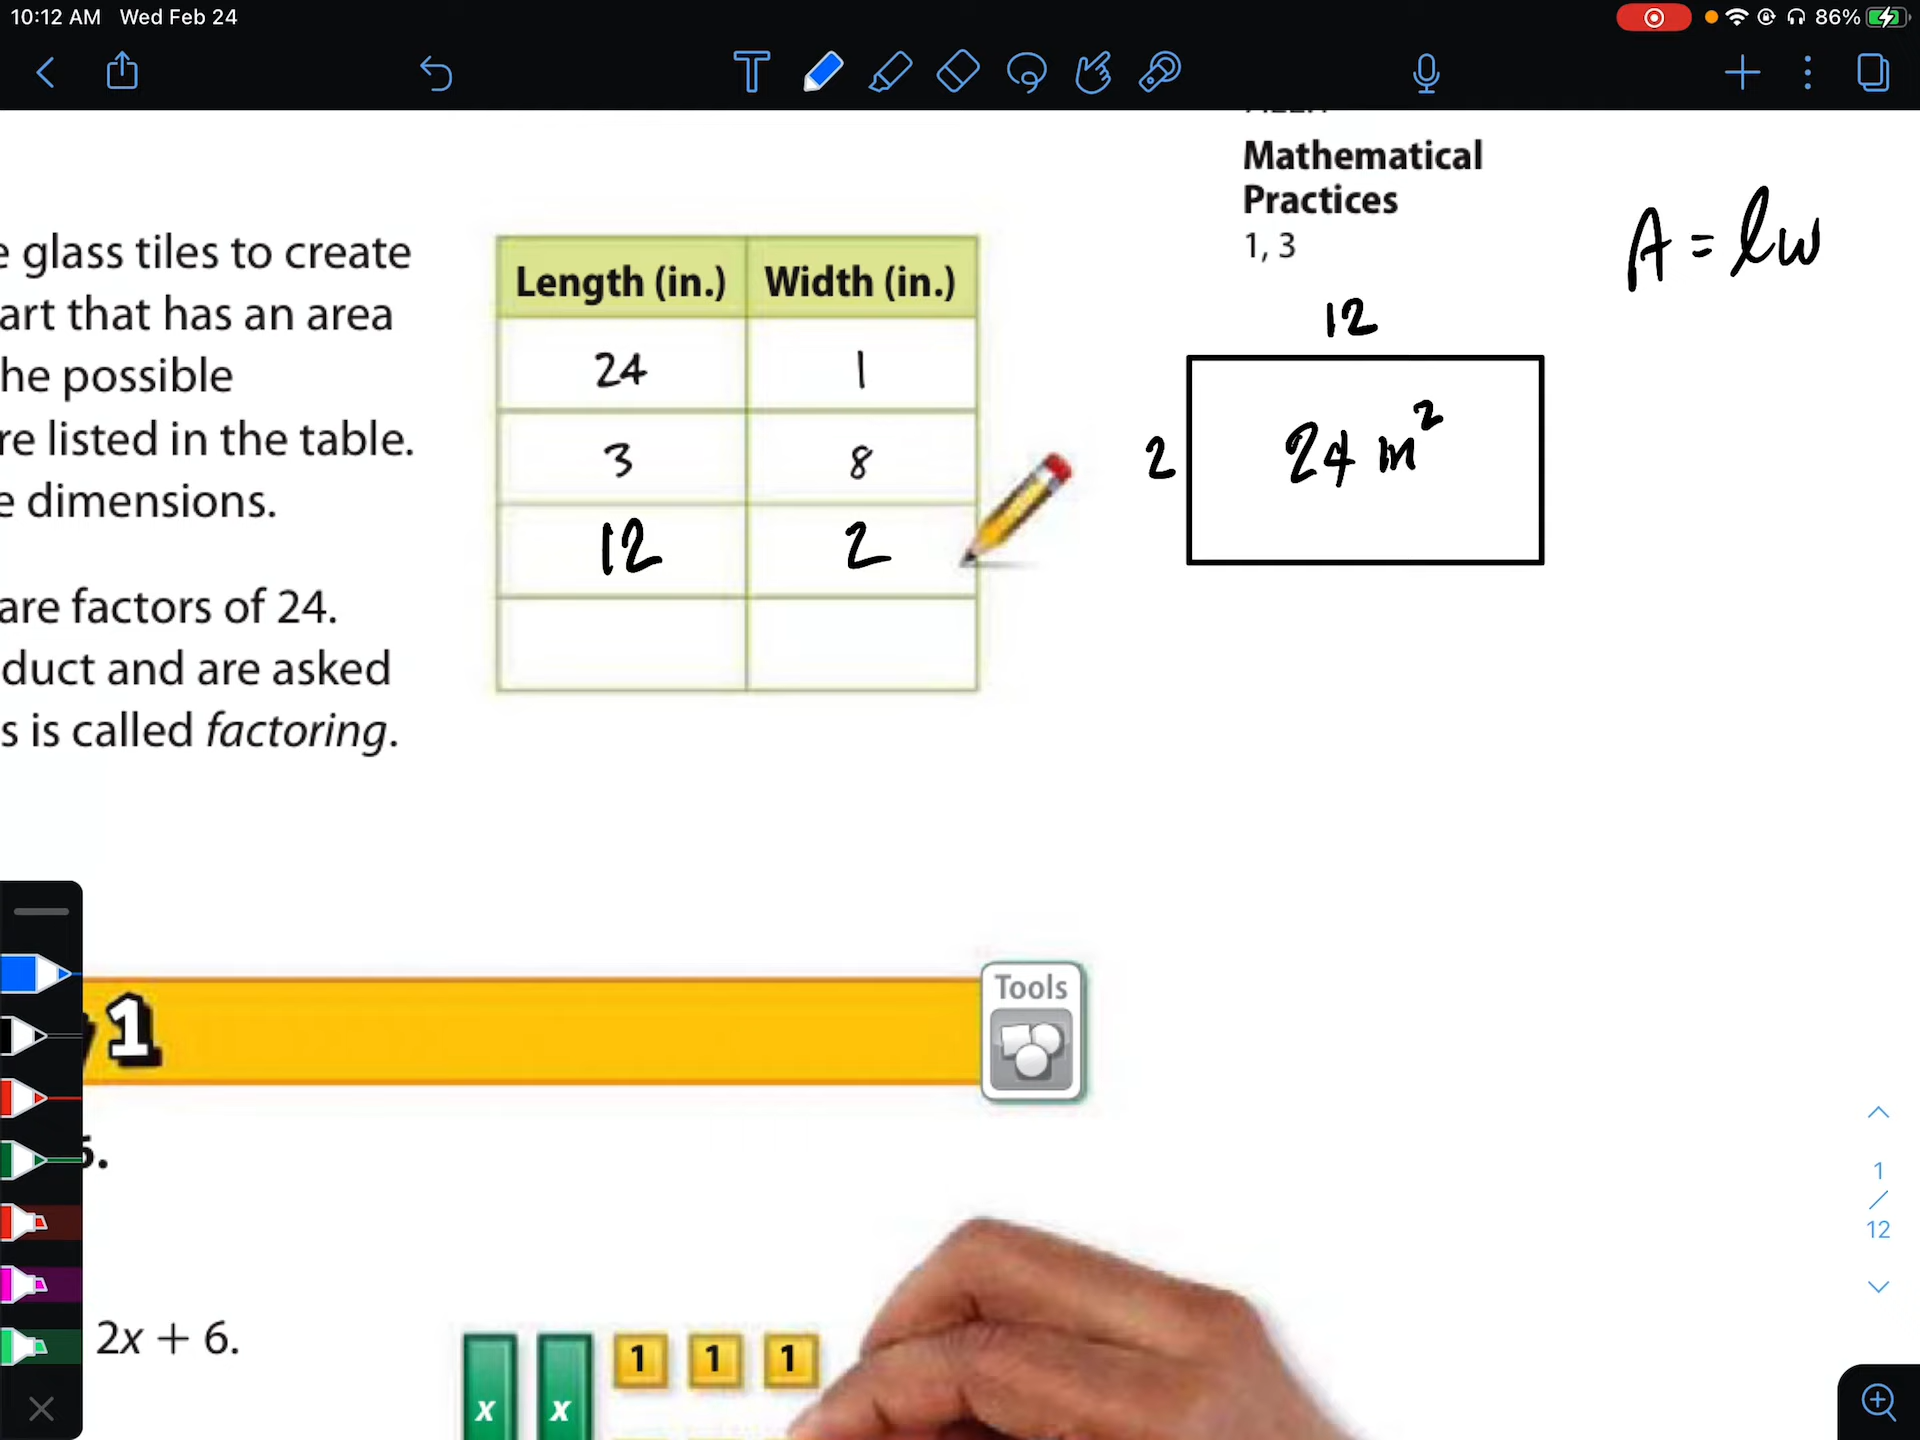 10:12 AM Wed Feb 24
86%
Mathematical
Practices
1, 3
A = lw
e glass tiles to create
art that has an area
he possible
re listed in the table.
e dimensions.
are factors of 24.
duct and are asked
s is called factoring.
Length (in.) Width (in.)
24 1
3 8
12 2
12
2
24 in²
1
Tools
6.
2x + 6.
x x 1 1 1
1
/
12